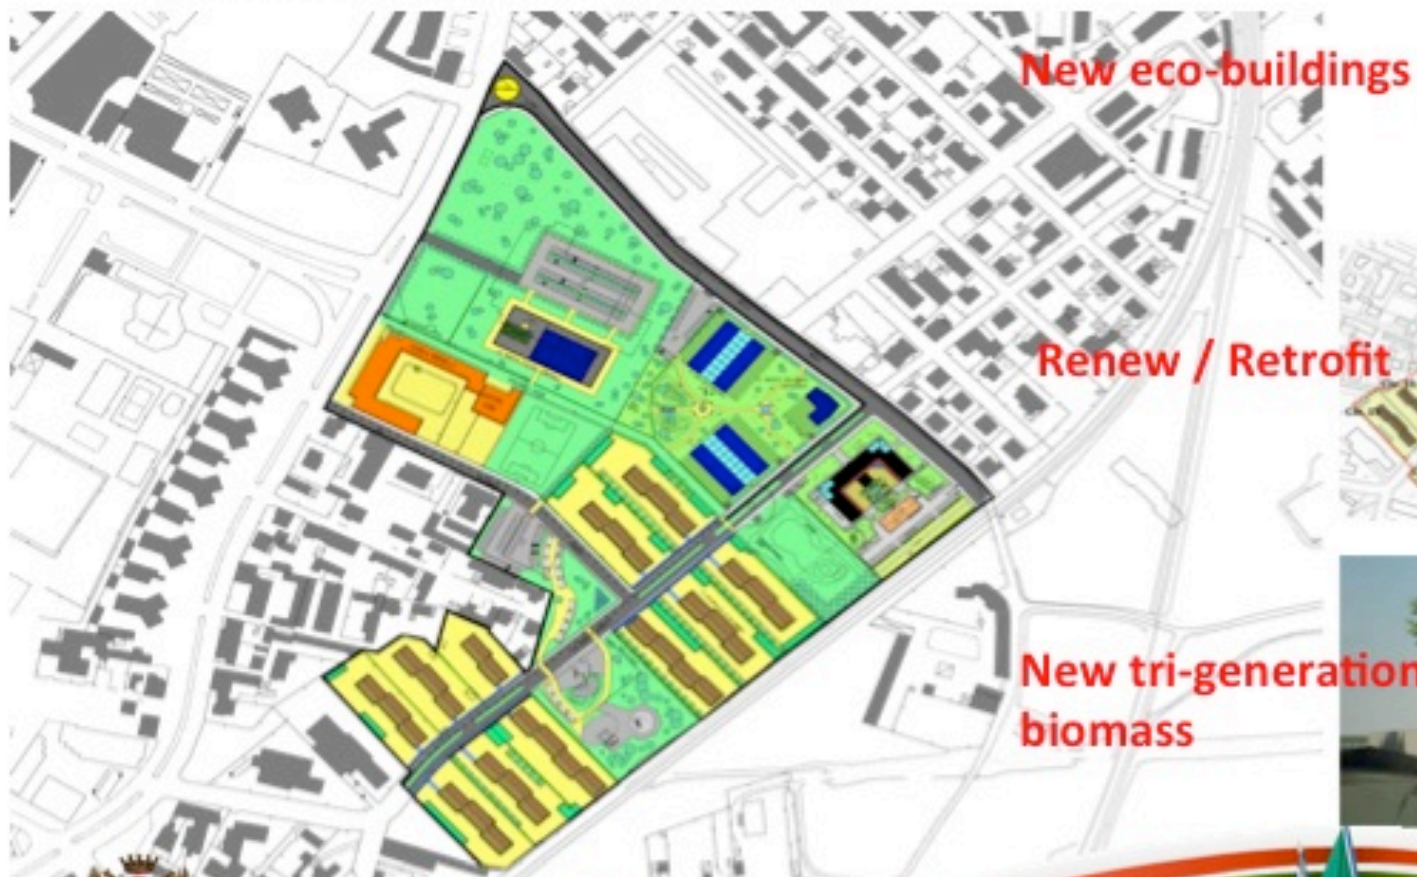 New eco-buildings
Renew / Retrofit
New tri-generation
biomass